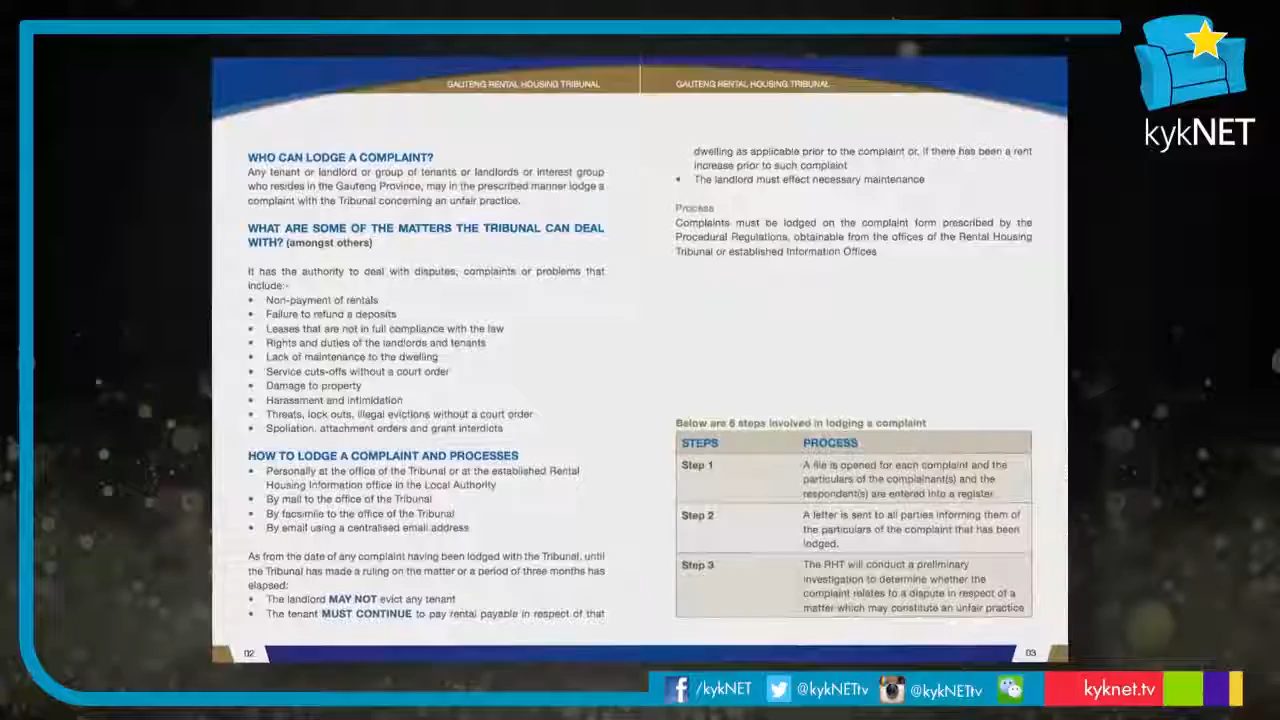 GAUTENG RENTAL HOUSING TRIBUNAL
WHO CAN LODGE A COMPLAINT?
Any tenant or landlord or group of tenants or landlords or interest group
who resides in the Gauteng Province, may in the prescribed manner lodge a
complaint with the Tribunal concerning an unfair practice.
WHAT ARE SOME OF THE MATTERS THE TRIBUNAL CAN DEAL
WITH? (amongst others)
It has the authority to deal with disputes, complaints or problems that
include:-
• Non-payment of rentals
• Failure to refund a deposits
• Leases that are not in full compliance with the law
• Rights and duties of the landlords and tenants
• Lack of maintenance to the dwelling
• Service cuts-offs without a court order
• Damage to property
• Harassment and intimidation
• Threats, lock outs, illegal evictions without a court order
• Spoliation, attachment orders and grant interdicts
HOW TO LODGE A COMPLAINT AND PROCESSES
• Personally at the office of the Tribunal or at the established Rental
Housing Information office in the Local Authority
• By mail to the office of the Tribunal
• By facsimile to the office of the Tribunal
• By email using a centralised email address
As from the date of any complaint having been lodged with the Tribunal, until
the Tribunal has made a ruling on the matter or a period of three months has
elapsed:
• The landlord MAY NOT evict any tenant
• The tenant MUST CONTINUE to pay rental payable in respect of that
02
GAUTENG RENTAL HOUSING TRIBUNAL
dwelling as applicable prior to the complaint or, if there has been a rent
increase prior to such complaint
• The landlord must effect necessary maintenance
Process
Complaints must be lodged on the complaint form prescribed by the
Procedural Regulations, obtainable from the offices of the Rental Housing
Tribunal or established Information Offices
Below are 6 steps involved in lodging a complaint
STEPS PROCESS
Step 1 A file is opened for each complaint and the
particulars of the complainant(s) and the
respondent(s) are entered into a register.
Step 2 A letter is sent to all parties informing them of
the particulars of the complaint that has been
lodged.
Step 3 The RHT will conduct a preliminary
investigation to determine whether the
complaint relates to a dispute in respect of a
matter which may constitute an unfair practice
03
kykNET
/kykNET @kykNETtv @kykNETtv kyknet.tv